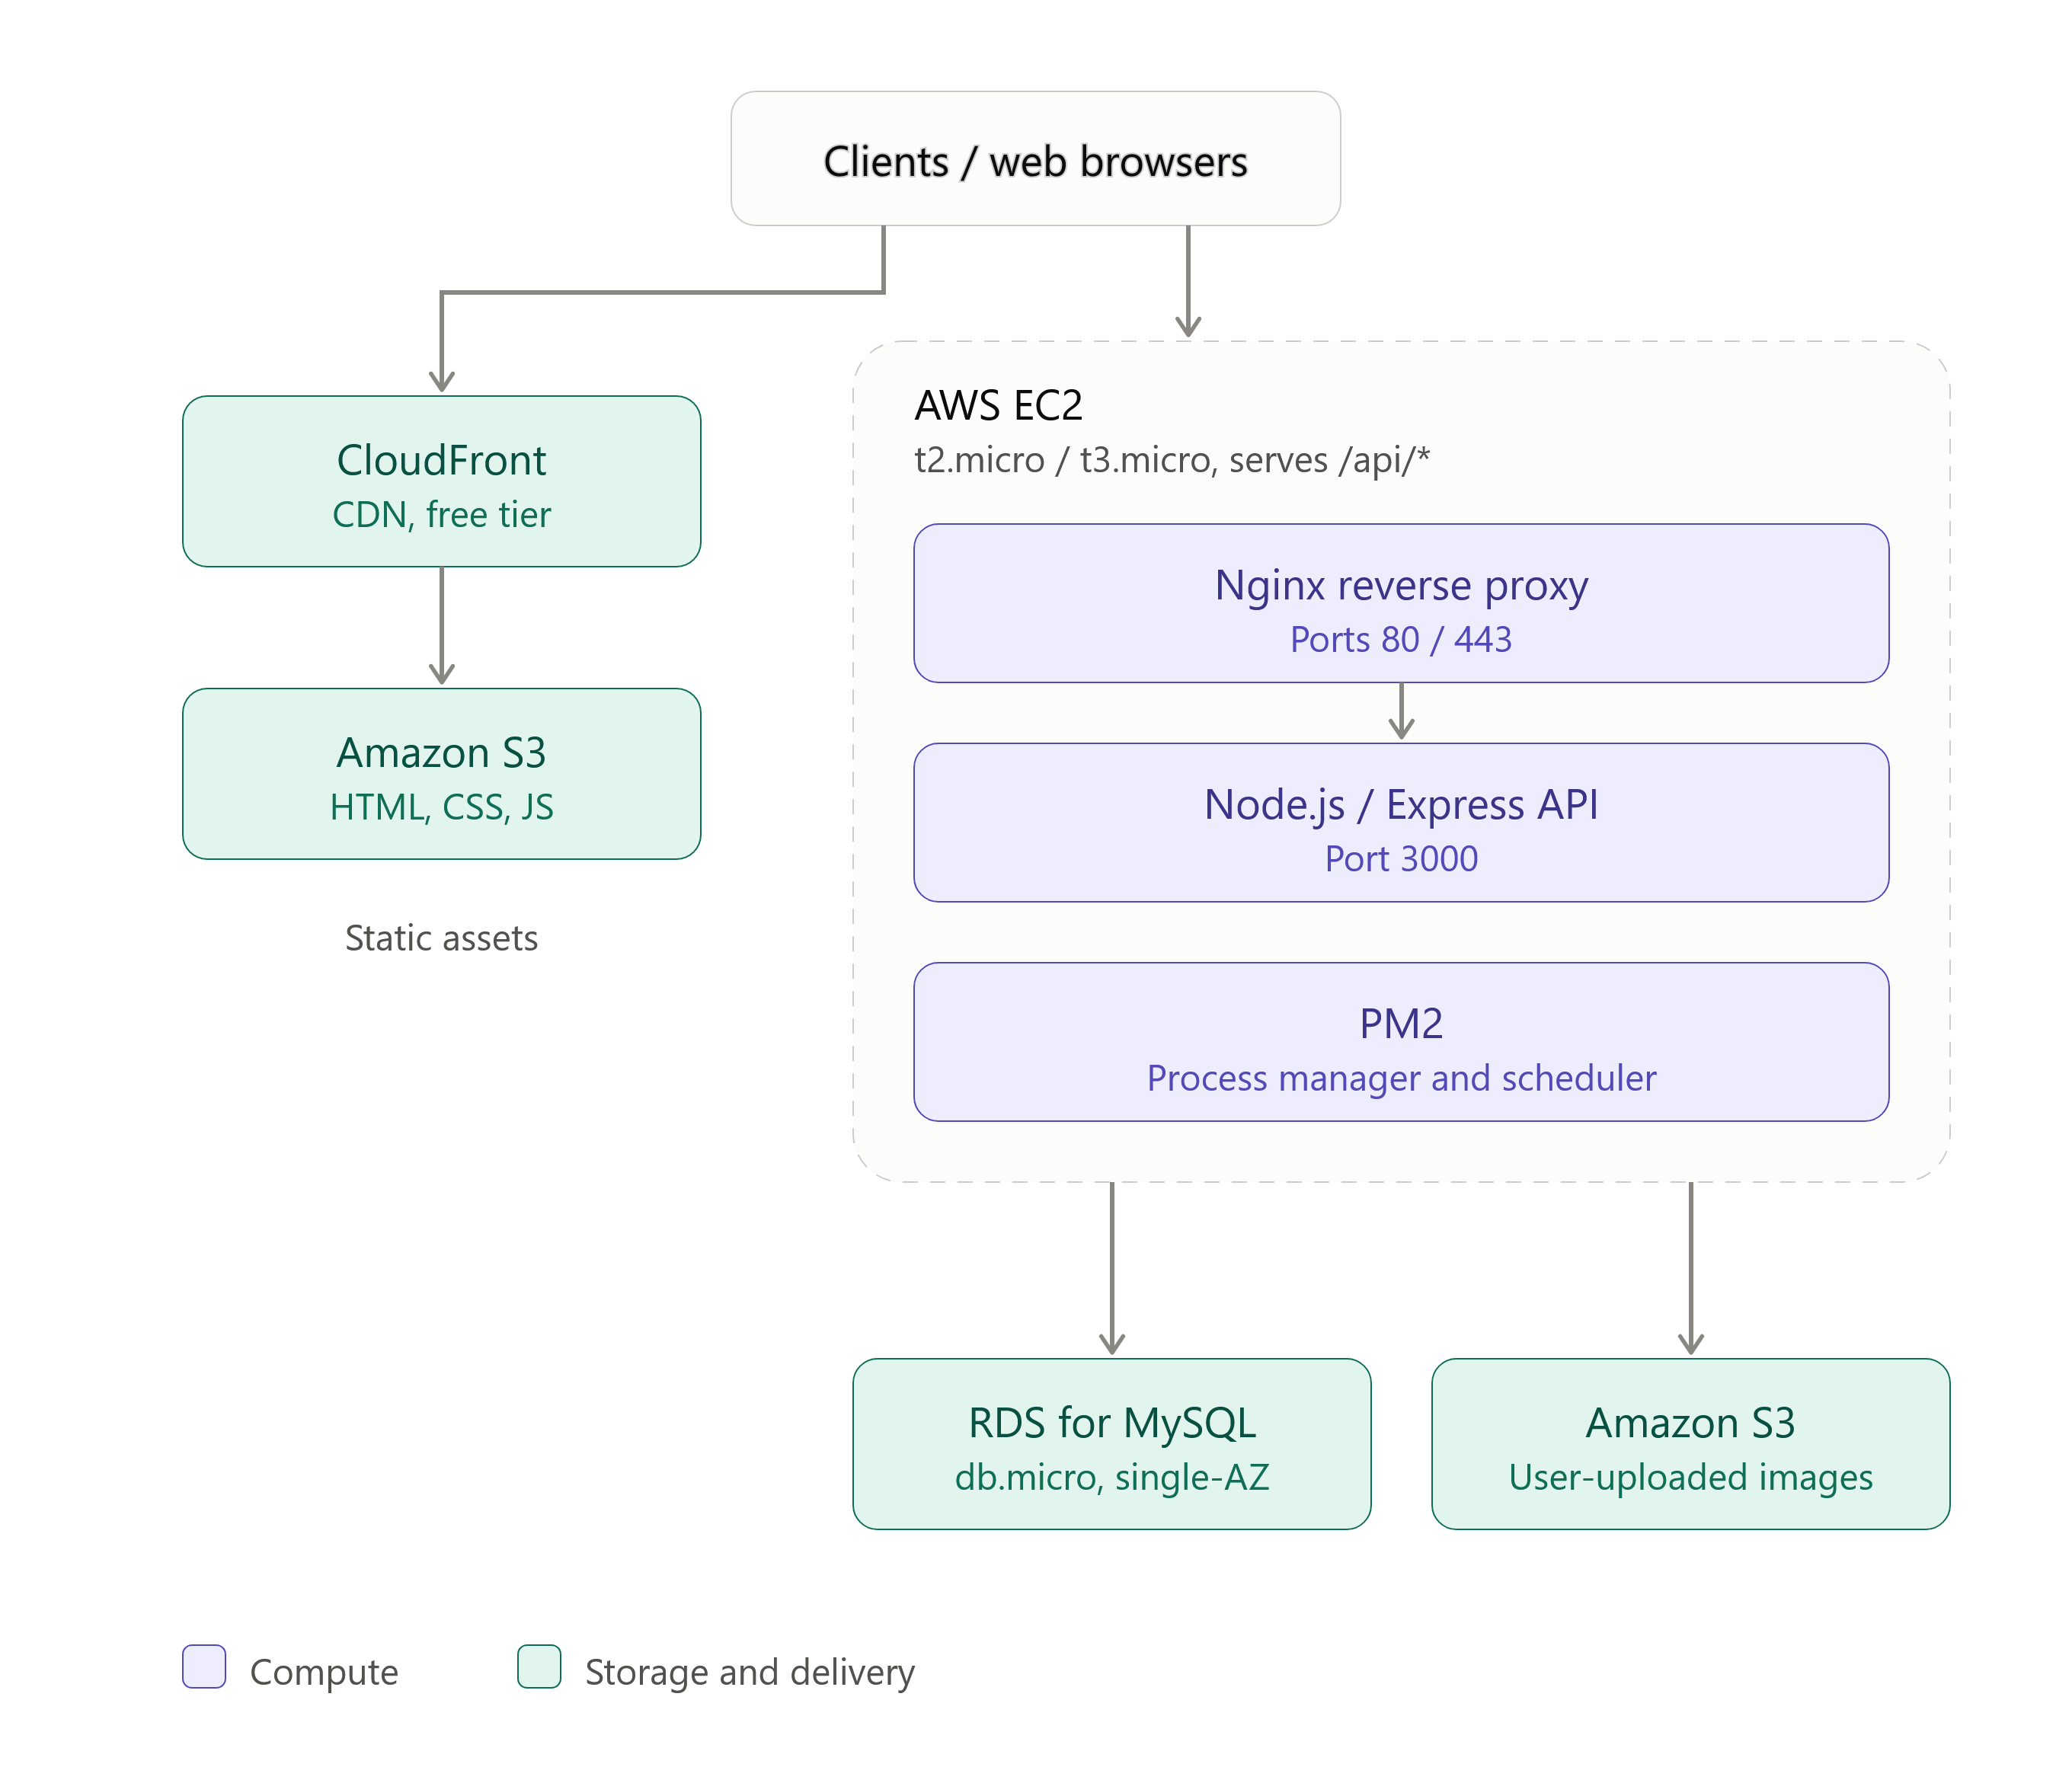 Clients / web browsers
CloudFront
CDN, free tier
Amazon S3
HTML, CSS, JS
Static assets
AWS EC2
t2.micro / t3.micro, serves /api/*
Nginx reverse proxy
Ports 80 / 443
Node.js / Express API
Port 3000
PM2
Process manager and scheduler
RDS for MySQL
db.micro, single-AZ
Amazon S3
User-uploaded images
Compute
Storage and delivery